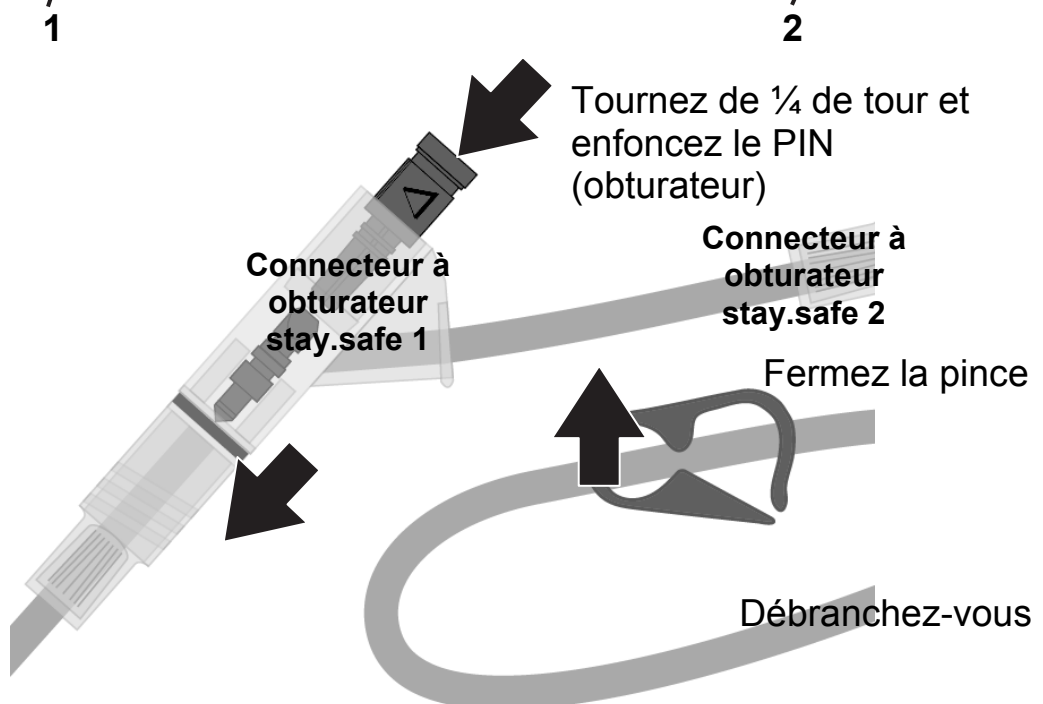 1
2
Tournez de ¼ de tour et
enfoncez le PIN
(obturateur)
Connecteur à
obturateur
stay.safe 1
Connecteur à
obturateur
stay.safe 2
Fermez la pince
Débranchez-vous